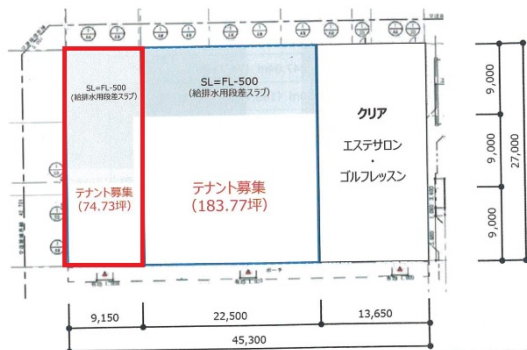 SL=FL-500
(給排水用段差スラブ)
SL=FL-500
(給排水用段差スラブ)
クリア
エステサロン
・
ゴルフレッスン
テナント募集
(74.73坪)
テナント募集
(183.77坪)
ポーチ
9,000
9,000
9,000
27,000
9,150
22,500
13,650
45,300